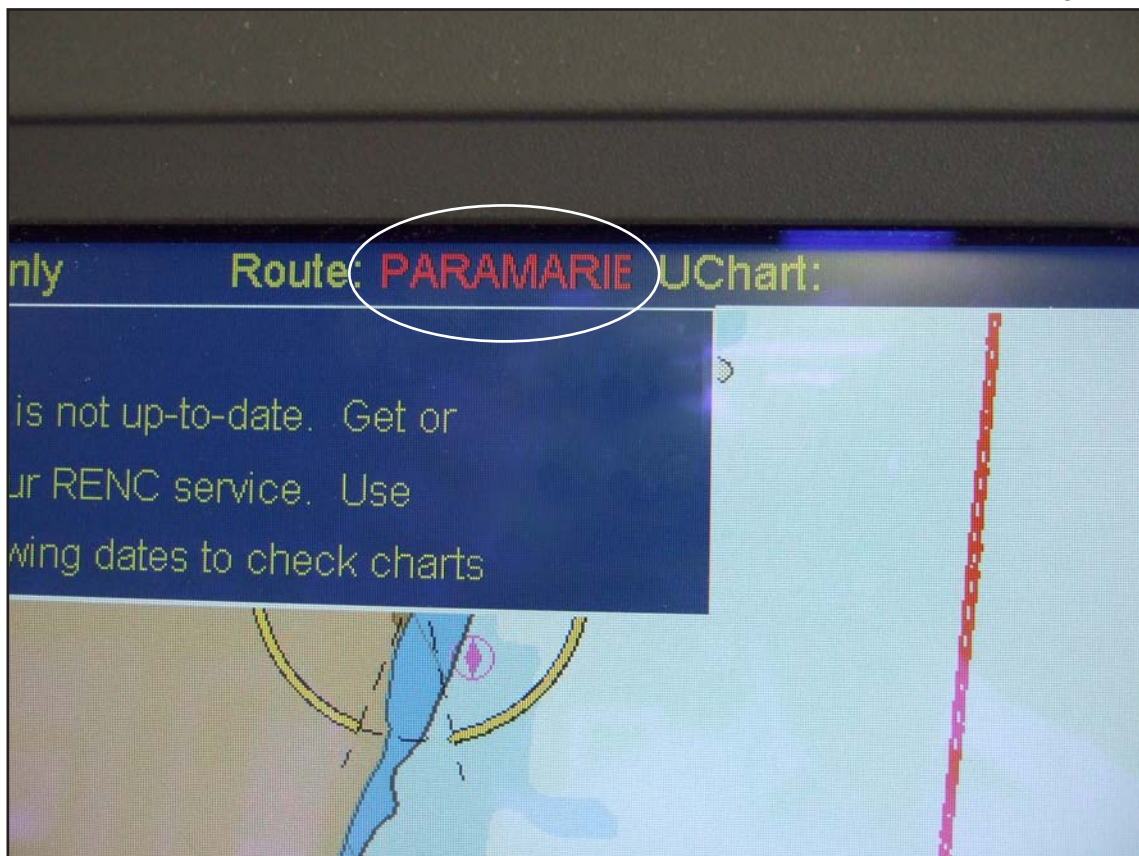 nly Route: PARAMARIE UChart:
is not up-to-date. Get or
ur RENC service. Use
wing dates to check charts